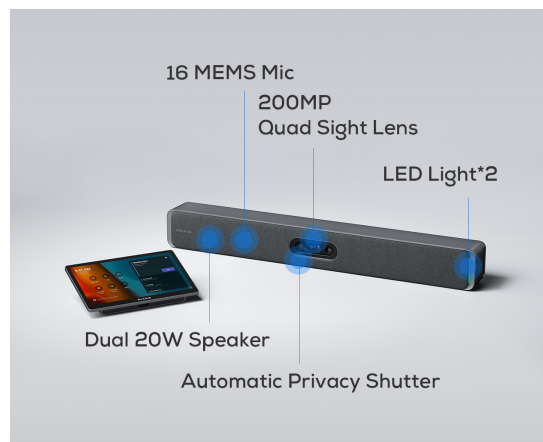 16 MEMS Mic
200MP
Quad Sight Lens
LED Light*2
Dual 20W Speaker
Automatic Privacy Shutter